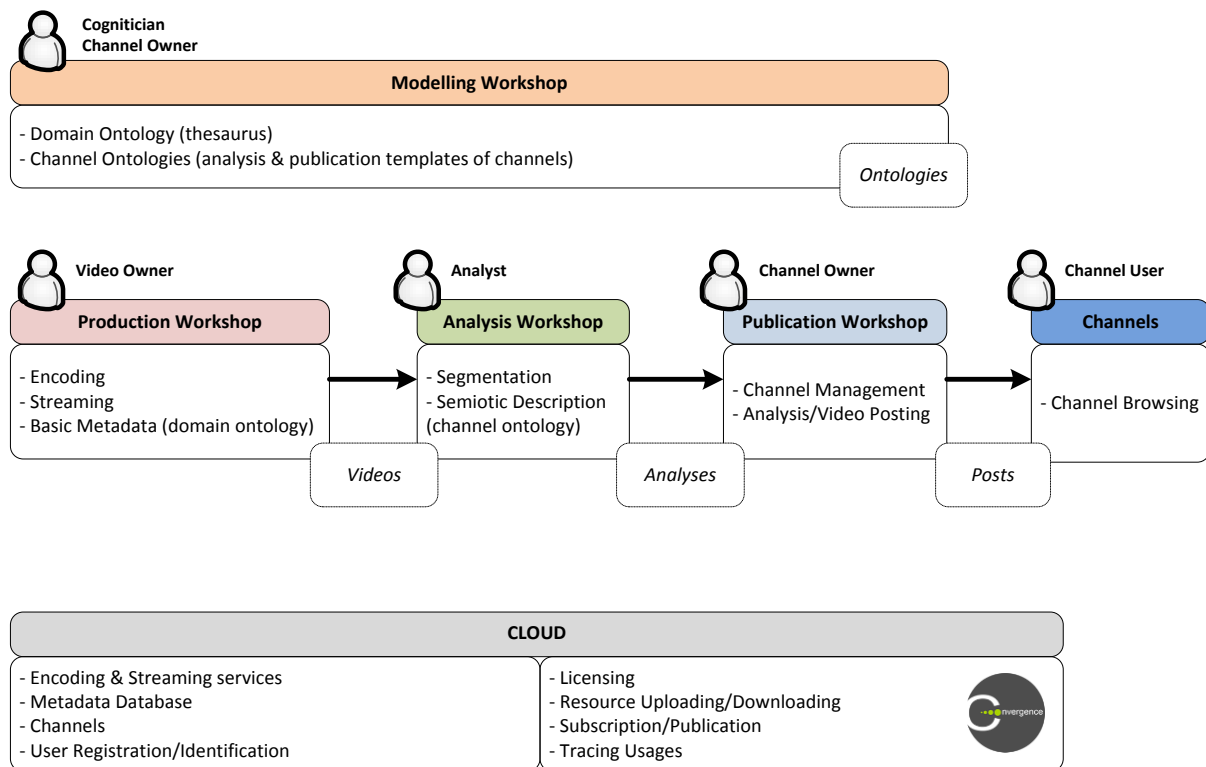 Cognitician
Channel Owner
Modelling Workshop
- Domain Ontology (thesaurus)
- Channel Ontologies (analysis & publication templates of channels)
Ontologies
Video Owner
Production Workshop
- Encoding
- Streaming
- Basic Metadata (domain ontology)
Videos
Analyst
Analysis Workshop
- Segmentation
- Semiotic Description
(channel ontology)
Analyses
Channel Owner
Publication Workshop
- Channel Management
- Analysis/Video Posting
Posts
Channel User
Channels
- Channel Browsing
CLOUD
- Encoding & Streaming services
- Metadata Database
- Channels
- User Registration/Identification
- Licensing
- Resource Uploading/Downloading
- Subscription/Publication
- Tracing Usages
Convergence